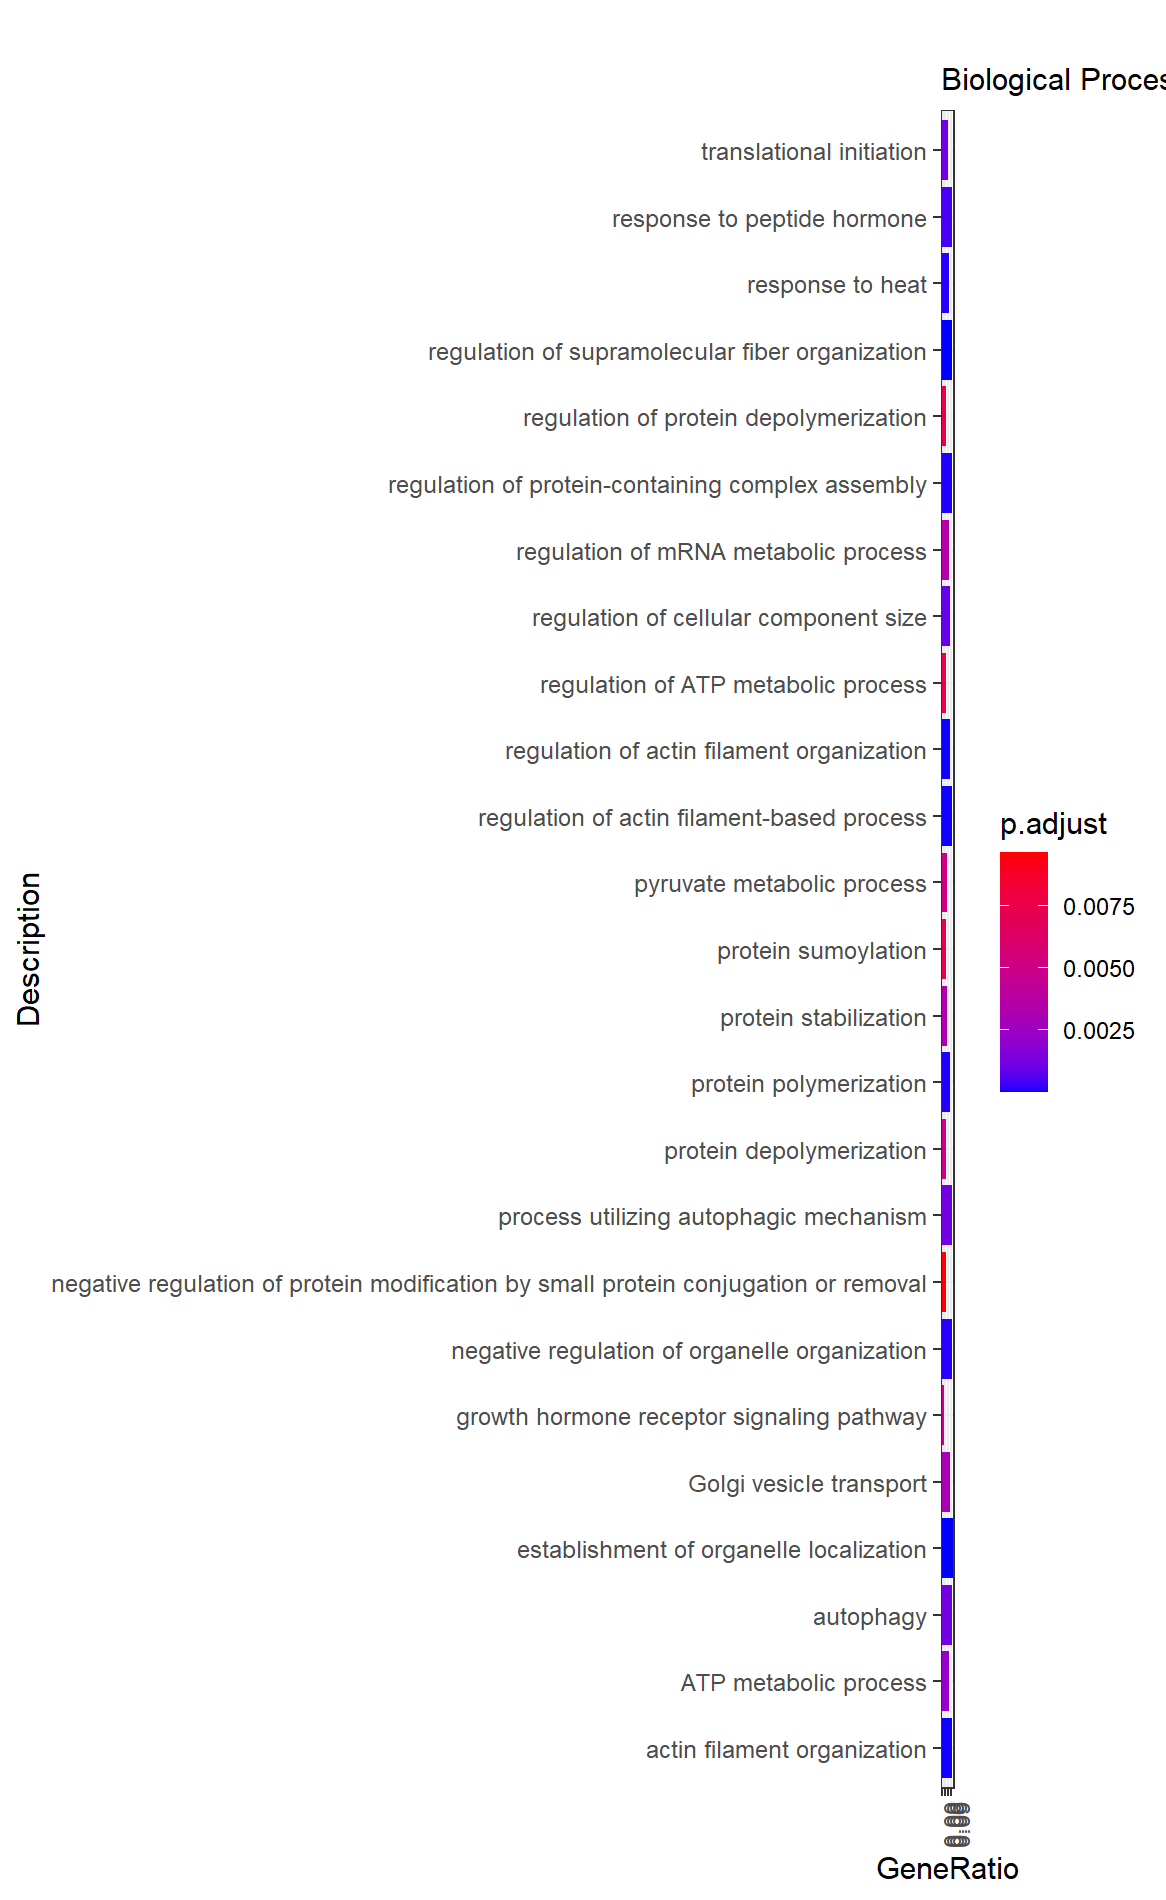 Biological Proces
translational initiation
response to peptide hormone
response to heat
regulation of supramolecular fiber organization
regulation of protein depolymerization
regulation of protein-containing complex assembly
regulation of mRNA metabolic process
regulation of cellular component size
regulation of ATP metabolic process
regulation of actin filament organization
regulation of actin filament-based process
pyruvate metabolic process
protein sumoylation
protein stabilization
protein polymerization
protein depolymerization
process utilizing autophagic mechanism
negative regulation of protein modification by small protein conjugation or removal
negative regulation of organelle organization
growth hormone receptor signaling pathway
Golgi vesicle transport
establishment of organelle localization
autophagy
ATP metabolic process
actin filament organization
Description
GeneRatio
p.adjust
0.0075
0.0050
0.0025